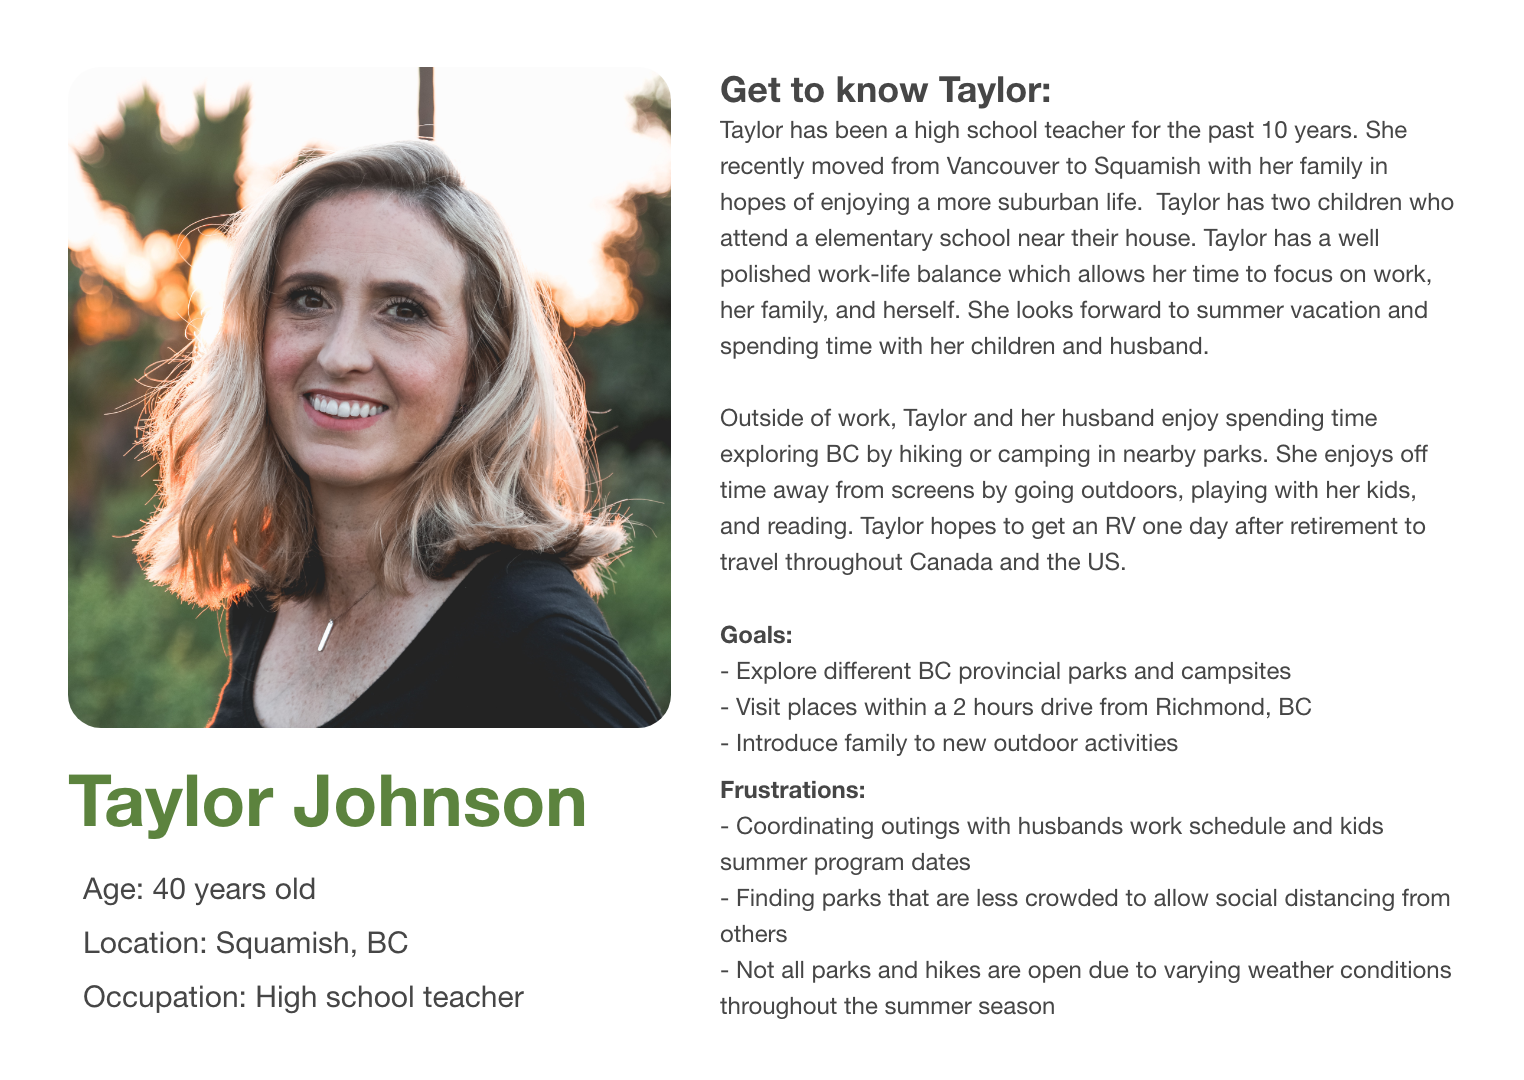 Get to know Taylor:
Taylor has been a high school teacher for the past 10 years. She
recently moved from Vancouver to Squamish with her family in
hopes of enjoying a more suburban life.  Taylor has two children who
attend a elementary school near their house. Taylor has a well
polished work-life balance which allows her time to focus on work,
her family, and herself. She looks forward to summer vacation and
spending time with her children and husband.
Outside of work, Taylor and her husband enjoy spending time
exploring BC by hiking or camping in nearby parks. She enjoys off
time away from screens by going outdoors, playing with her kids,
and reading. Taylor hopes to get an RV one day after retirement to
travel throughout Canada and the US.
Goals:
- Explore different BC provincial parks and campsites
- Visit places within a 2 hours drive from Richmond, BC
- Introduce family to new outdoor activities
Frustrations:
- Coordinating outings with husbands work schedule and kids
summer program dates
- Finding parks that are less crowded to allow social distancing from
others
- Not all parks and hikes are open due to varying weather conditions
throughout the summer season
Taylor Johnson
Age: 40 years old
Location: Squamish, BC
Occupation: High school teacher